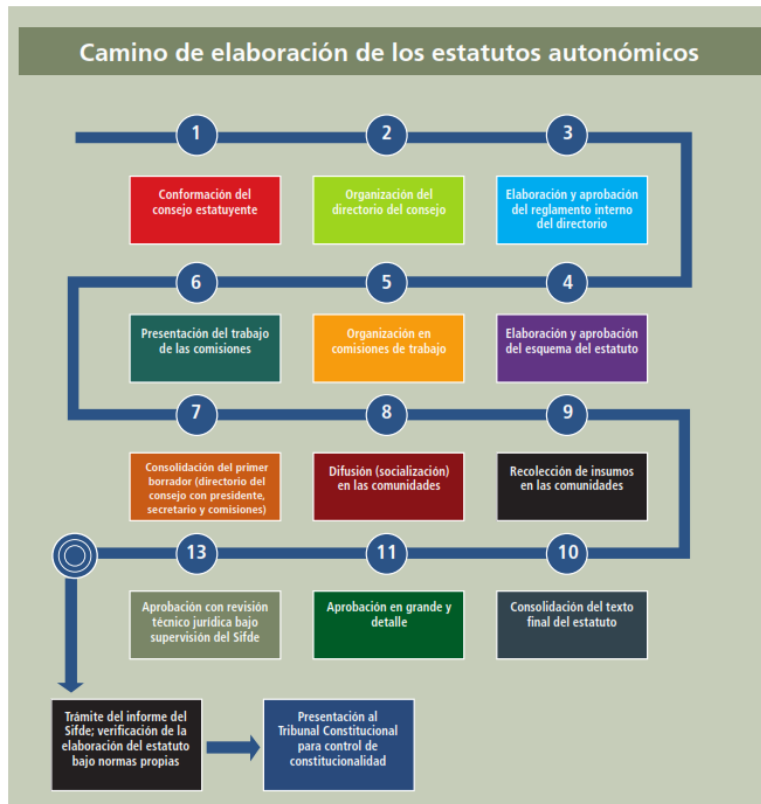 Camino de elaboración de los estatutos autonómicos
1
2
3
Conformación del
consejo estatuyente
Organización del
directorio del consejo
Elaboración y aprobación
del reglamento interno
del directorio
6
5
4
Presentación del trabajo
de las comisiones
Organización en
comisiones de trabajo
Elaboración y aprobación
del esquema del estatuto
7
8
9
Consolidación del primer
borrador (directorio del
consejo con presidente,
secretario y comisiones)
Difusión (socialización)
en las comunidades
Recolección de insumos
en las comunidades
13
11
10
Aprobación con revisión
técnico jurídica bajo
supervisión del Sifde
Aprobación en grande y
detalle
Consolidación del texto
final del estatuto
Trámite del informe del
Sifde; verificación de la
elaboración del estatuto
bajo normas propias
Presentación al
Tribunal Constitucional
para control de
constitucionalidad